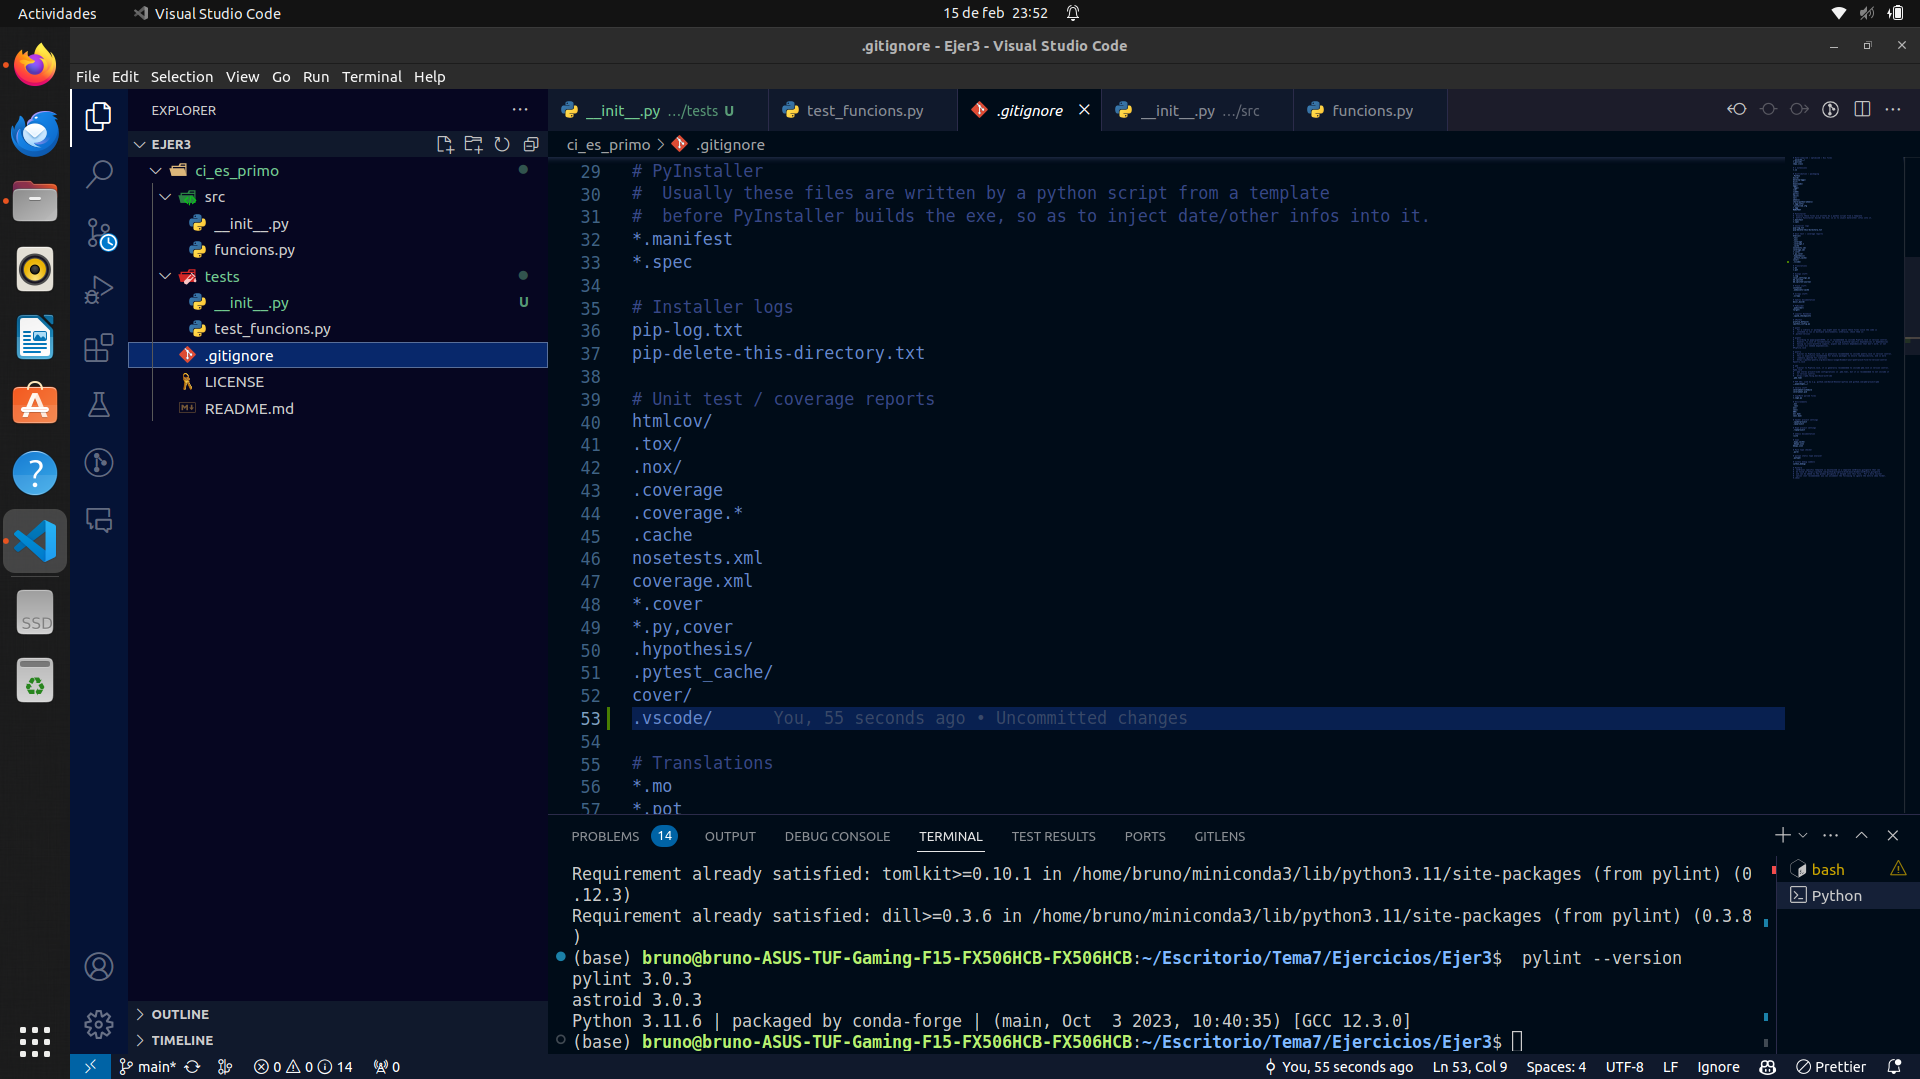 Actividades
Visual Studio Code
15 de feb 23:52
.gitignore - Ejer3 - Visual Studio Code
File Edit Selection View Go Run Terminal Help
EXPLORER
EJER3
ci_es_primo
src
__init__.py
funcions.py
tests
__init__.py U
test_funcions.py
.gitignore
LICENSE
README.md
OUTLINE
TIMELINE
__init__.py .../tests U
test_funcions.py
.gitignore
__init__.py .../src
funcions.py
ci_es_primo > .gitignore
29 # PyInstaller
30 #  Usually these files are written by a python script from a template
31 #  before PyInstaller builds the exe, so as to inject date/other infos into it.
32 *.manifest
33 *.spec
34
35 # Installer logs
36 pip-log.txt
37 pip-delete-this-directory.txt
38
39 # Unit test / coverage reports
40 htmlcov/
41 .tox/
42 .nox/
43 .coverage
44 .coverage.*
45 .cache
46 nosetests.xml
47 coverage.xml
48 *.cover
49 *.py,cover
50 .hypothesis/
51 .pytest_cache/
52 cover/
53 .vscode/ You, 55 seconds ago • Uncommitted changes
54
55 # Translations
56 *.mo
57 *.pot
PROBLEMS 14 OUTPUT DEBUG CONSOLE TERMINAL TEST RESULTS PORTS GITLENS
Requirement already satisfied: tomlkit>=0.10.1 in /home/bruno/miniconda3/lib/python3.11/site-packages (from pylint) (0
.12.3)
Requirement already satisfied: dill>=0.3.6 in /home/bruno/miniconda3/lib/python3.11/site-packages (from pylint) (0.3.8
)
(base) bruno@bruno-ASUS-TUF-Gaming-F15-FX506HCB-FX506HCB:~/Escritorio/Tema7/Ejercicios/Ejer3$  pylint --version
pylint 3.0.3
astroid 3.0.3
Python 3.11.6 | packaged by conda-forge | (main, Oct  3 2023, 10:40:35) [GCC 12.3.0]
(base) bruno@bruno-ASUS-TUF-Gaming-F15-FX506HCB-FX506HCB:~/Escritorio/Tema7/Ejercicios/Ejer3$
bash
Python
SSD
main* 0 0 14 0
You, 55 seconds ago Ln 53, Col 9 Spaces: 4 UTF-8 LF Ignore Prettier